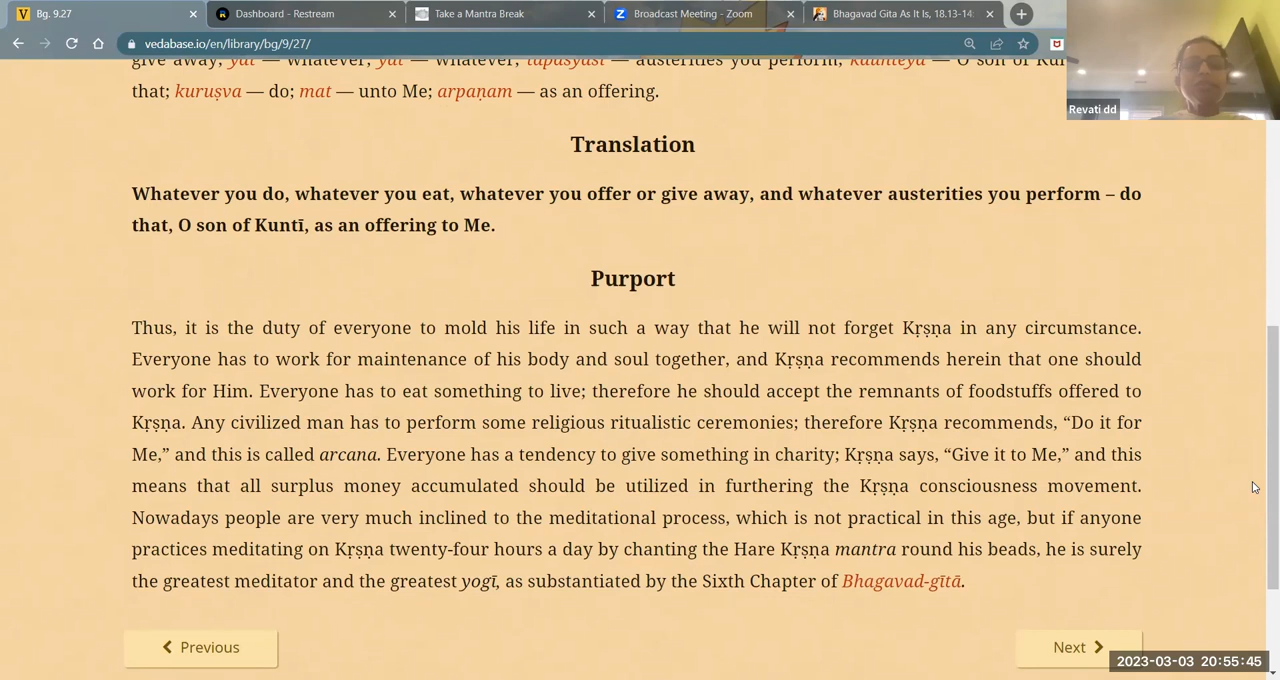 Bg. 9.27
Dashboard - Restream
Take a Mantra Break
Broadcast Meeting - Zoom
Bhagavad Gita As It Is, 18.13-14:
vedabase.io/en/library/bg/9/27/
give away; yat — whatever; yat — whatever; tapasyasi — austerities you perform; kaunteya — O son of
that; kuruṣva — do; mat — unto Me; arpaṇam — as an offering.
Revati dd
Translation
Whatever you do, whatever you eat, whatever you offer or give away, and whatever austerities you perform – do
that, O son of Kuntī, as an offering to Me.
Purport
Thus, it is the duty of everyone to mold his life in such a way that he will not forget Kṛṣṇa in any circumstance.
Everyone has to work for maintenance of his body and soul together, and Kṛṣṇa recommends herein that one should
work for Him. Everyone has to eat something to live; therefore he should accept the remnants of foodstuffs offered to
Kṛṣṇa. Any civilized man has to perform some religious ritualistic ceremonies; therefore Kṛṣṇa recommends, “Do it for
Me,” and this is called arcana. Everyone has a tendency to give something in charity; Kṛṣṇa says, “Give it to Me,” and this
means that all surplus money accumulated should be utilized in furthering the Kṛṣṇa consciousness movement.
Nowadays people are very much inclined to the meditational process, which is not practical in this age, but if anyone
practices meditating on Kṛṣṇa twenty-four hours a day by chanting the Hare Kṛṣṇa mantra round his beads, he is surely
the greatest meditator and the greatest yogī, as substantiated by the Sixth Chapter of Bhagavad-gītā.
Previous
Next
2023-03-03 20:55:45